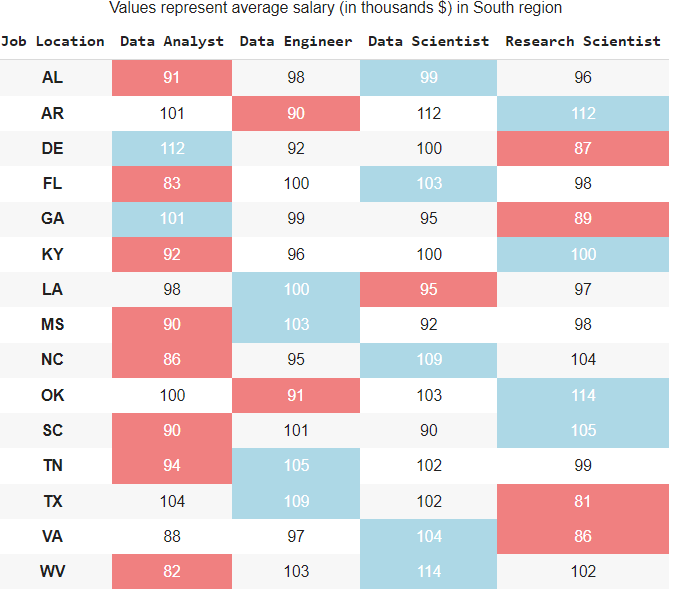 Values represent average salary (in thousands $) in South region
Job Location Data Analyst Data Engineer Data Scientist Research Scientist
AL 91 98 99 96
AR 101 90 112 112
DE 112 92 100 87
FL 83 100 103 98
GA 101 99 95 89
KY 92 96 100 100
LA 98 100 95 97
MS 90 103 92 98
NC 86 95 109 104
OK 100 91 103 114
SC 90 101 90 105
TN 94 105 102 99
TX 104 109 102 81
VA 88 97 104 86
WV 82 103 114 102